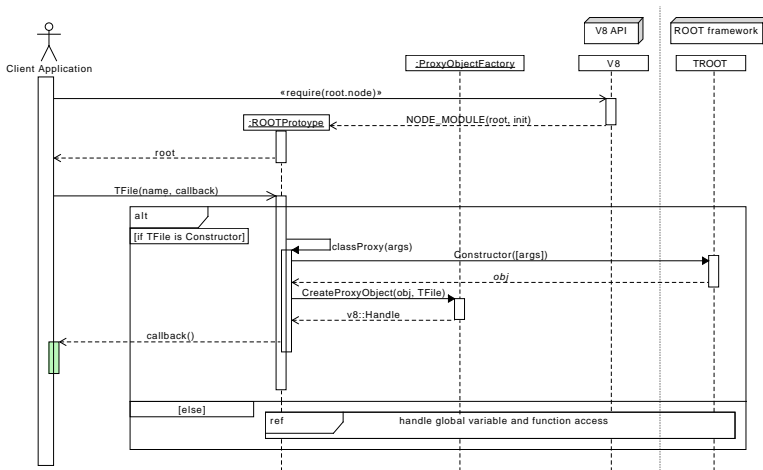 V8 API
ROOT framework
Client Application
:ProxyObjectFactory
V8
TROOT
«require(root.node)»
:ROOTProtoype
NODE_MODULE(root, init)
root
TFile(name, callback)
alt
[if TFile is Constructor]
classProxy(args)
Constructor([args])
obj
CreateProxyObject(obj, TFile)
v8::Handle
callback()
[else]
ref
handle global variable and function access